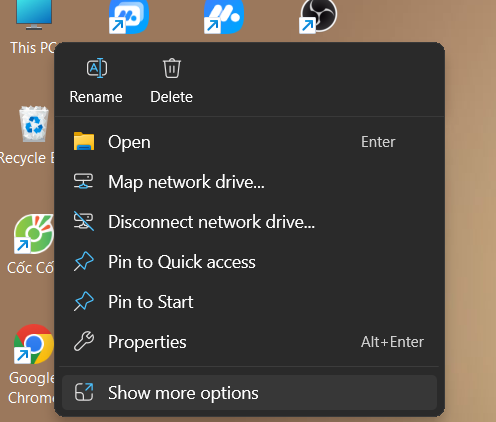 This PC
Rename
Delete
Open
Enter
Map network drive...
Recycle
Disconnect network drive...
Pin to Quick access
Cốc
Pin to Start
Properties
Alt+Enter
Google
Chrome
Show more options